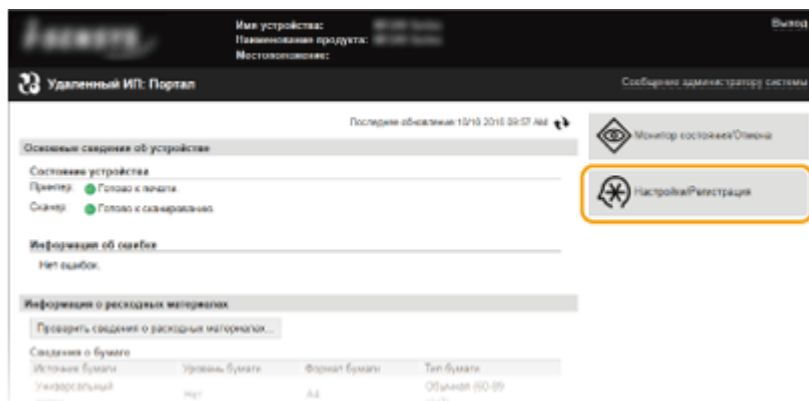 Имя устройства:
Наименование продукта:
Местоположение:
Выход
Удаленный ИП: Портал
Сообщение администратору системы
Последнее обновление: 10/10 2016 09:57 AM
Основные сведения об устройстве
Монитор состояния/Отмена
Состояние устройства
Принтер: Готово к печати.
Сканер: Готово к сканированию.
Настройки/Регистрация
Информация об ошибке
Нет ошибок.
Информация о расходных материалах
Проверить сведения о расходных материалах...
Сведения о бумаге
Источник бумаги Уровень бумаги Формат бумаги Тип бумаги
Универсальный Нет A4 Обычная (60-89